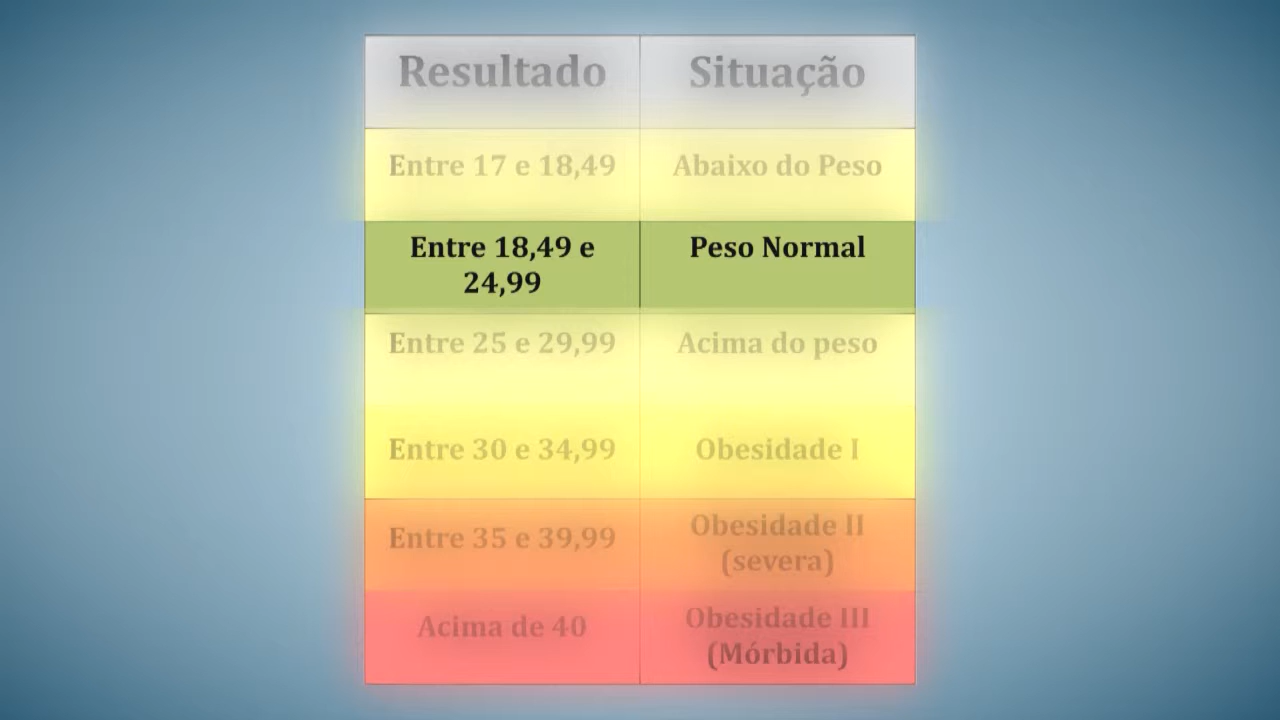 Resultado Situação
Entre 17 e 18,49 Abaixo do Peso
Entre 18,49 e Peso Normal
24,99
Entre 25 e 29,99 Acima do peso
Entre 30 e 34,99 Obesidade I
Entre 35 e 39,99 Obesidade II
(severa)
Acima de 40 Obesidade III
(Mórbida)